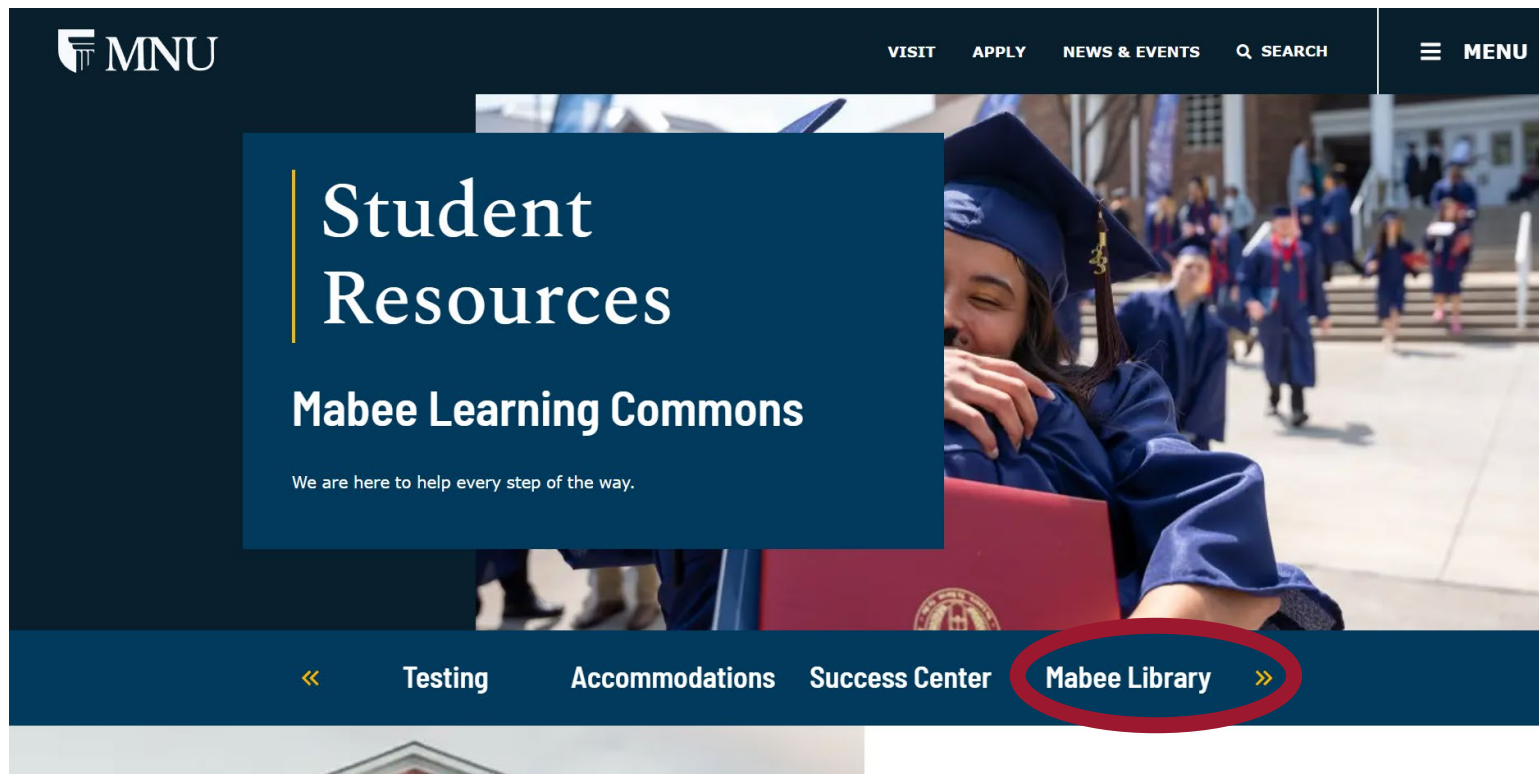 MNU
VISIT APPLY NEWS & EVENTS SEARCH MENU
Student
Resources
Mabee Learning Commons
We are here to help every step of the way.
« Testing Accommodations Success Center Mabee Library »